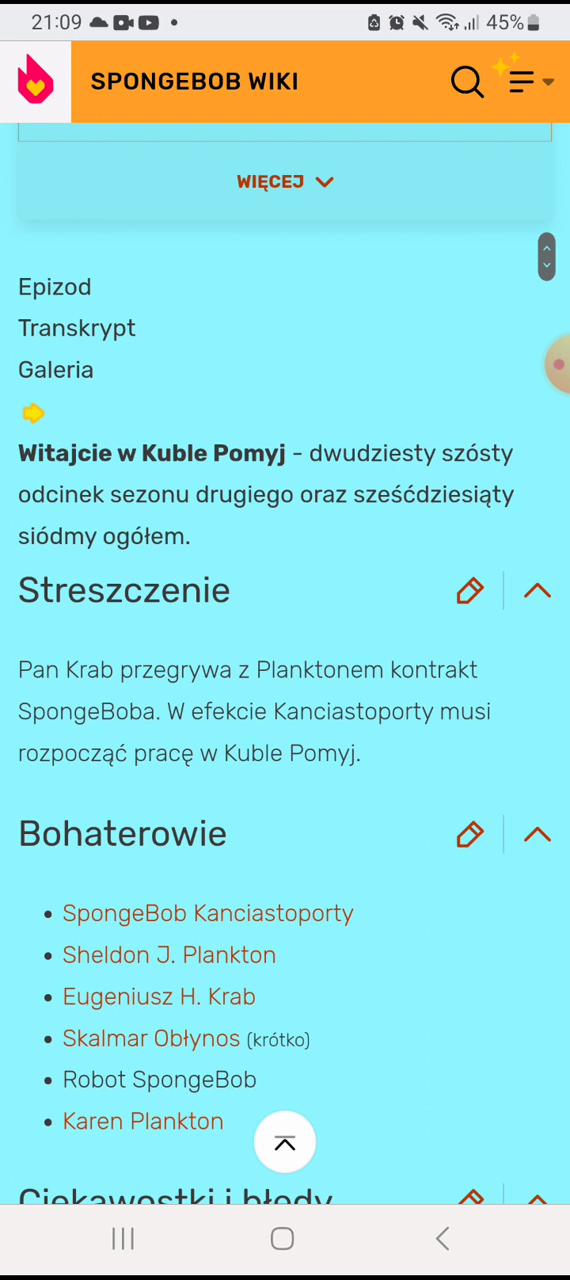 21:09
45%
SPONGEBOB WIKI
WIĘCEJ
Epizod
Transkrypt
Galeria
Witajcie w Kuble Pomyj - dwudziesty szósty
odcinek sezonu drugiego oraz sześćdziesiąty
siódmy ogółem.
Streszczenie
Pan Krab przegrywa z Planktonem kontrakt
SpongeBoba. W efekcie Kanciastoporty musi
rozpocząć pracę w Kuble Pomyj.
Bohaterowie
• SpongeBob Kanciastoporty
• Sheldon J. Plankton
• Eugeniusz H. Krab
• Skalmar Obłynos (krótko)
• Robot SpongeBob
• Karen Plankton
Ciekawostki i błędy